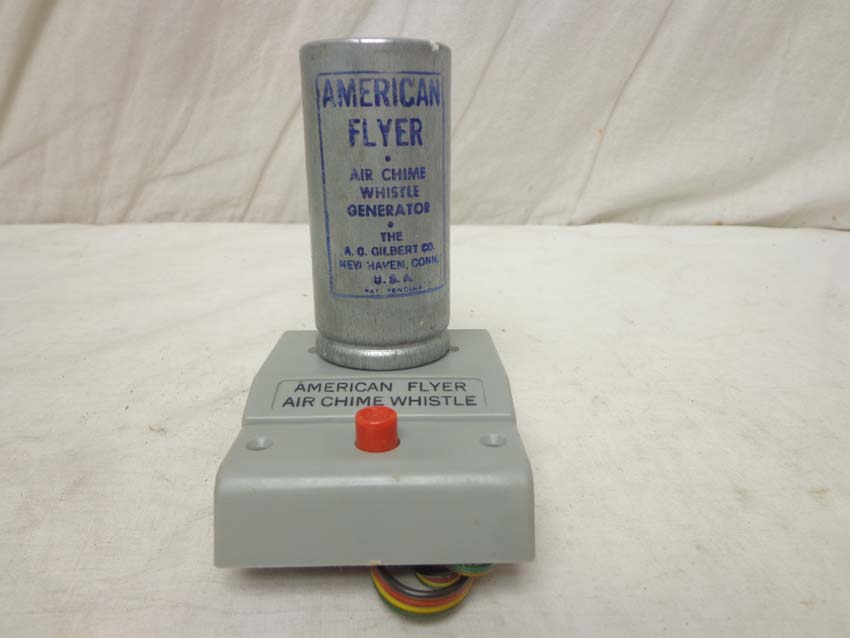 AMERICAN
FLYER
•
AIR CHIME
WHISTLE
GENERATOR
•
THE
A. C. GILBERT CO.
NEW HAVEN, CONN.
U. S. A.
PAT. PENDING
AMERICAN FLYER
AIR CHIME WHISTLE